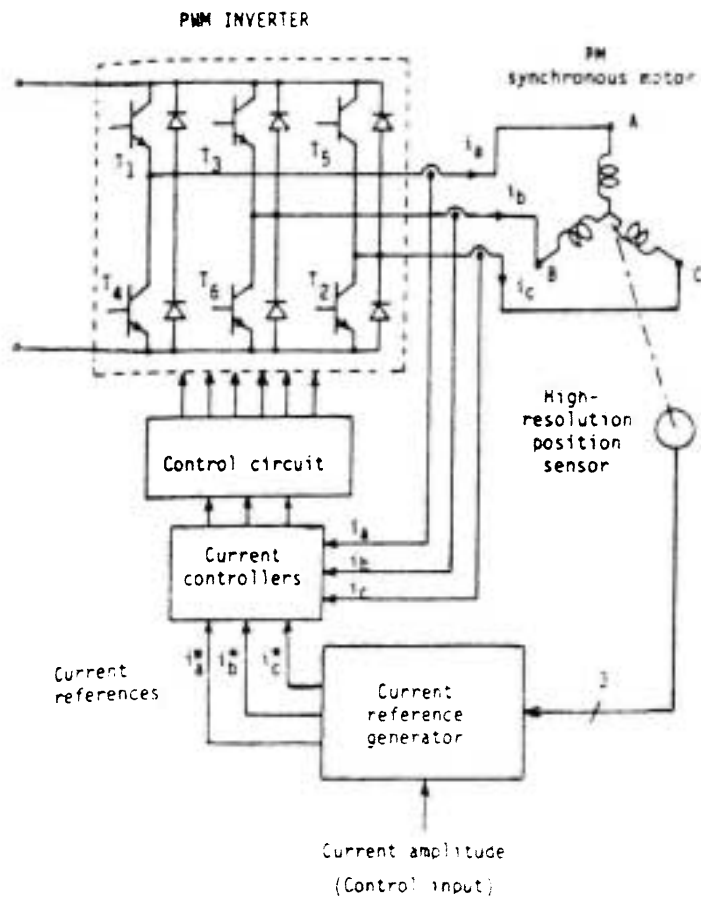 PWM INVERTER
PM
synchronous motor
A
T1
T3
T5
ia
ib
B
C
ic
T4
T6
T2
High-
resolution
position
sensor
Control circuit
Current
controllers
ia
ib
ic
Current
references
i*a
i*b
i*c
Current
reference
generator
Current amplitude
(Control input)